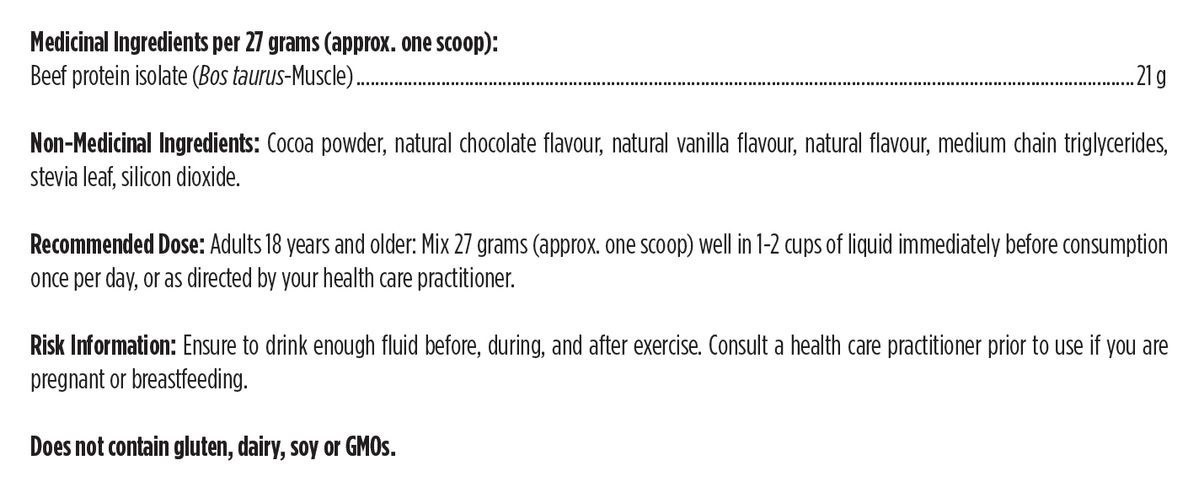 Medicinal Ingredients per 27 grams (approx. one scoop):
Beef protein isolate (Bos taurus-Muscle)........................................................................................................................................................................21 g
Non-Medicinal Ingredients: Cocoa powder, natural chocolate flavour, natural vanilla flavour, natural flavour, medium chain triglycerides,
stevia leaf, silicon dioxide.
Recommended Dose: Adults 18 years and older: Mix 27 grams (approx. one scoop) well in 1-2 cups of liquid immediately before consumption
once per day, or as directed by your health care practitioner.
Risk Information: Ensure to drink enough fluid before, during, and after exercise. Consult a health care practitioner prior to use if you are
pregnant or breastfeeding.
Does not contain gluten, dairy, soy or GMOs.